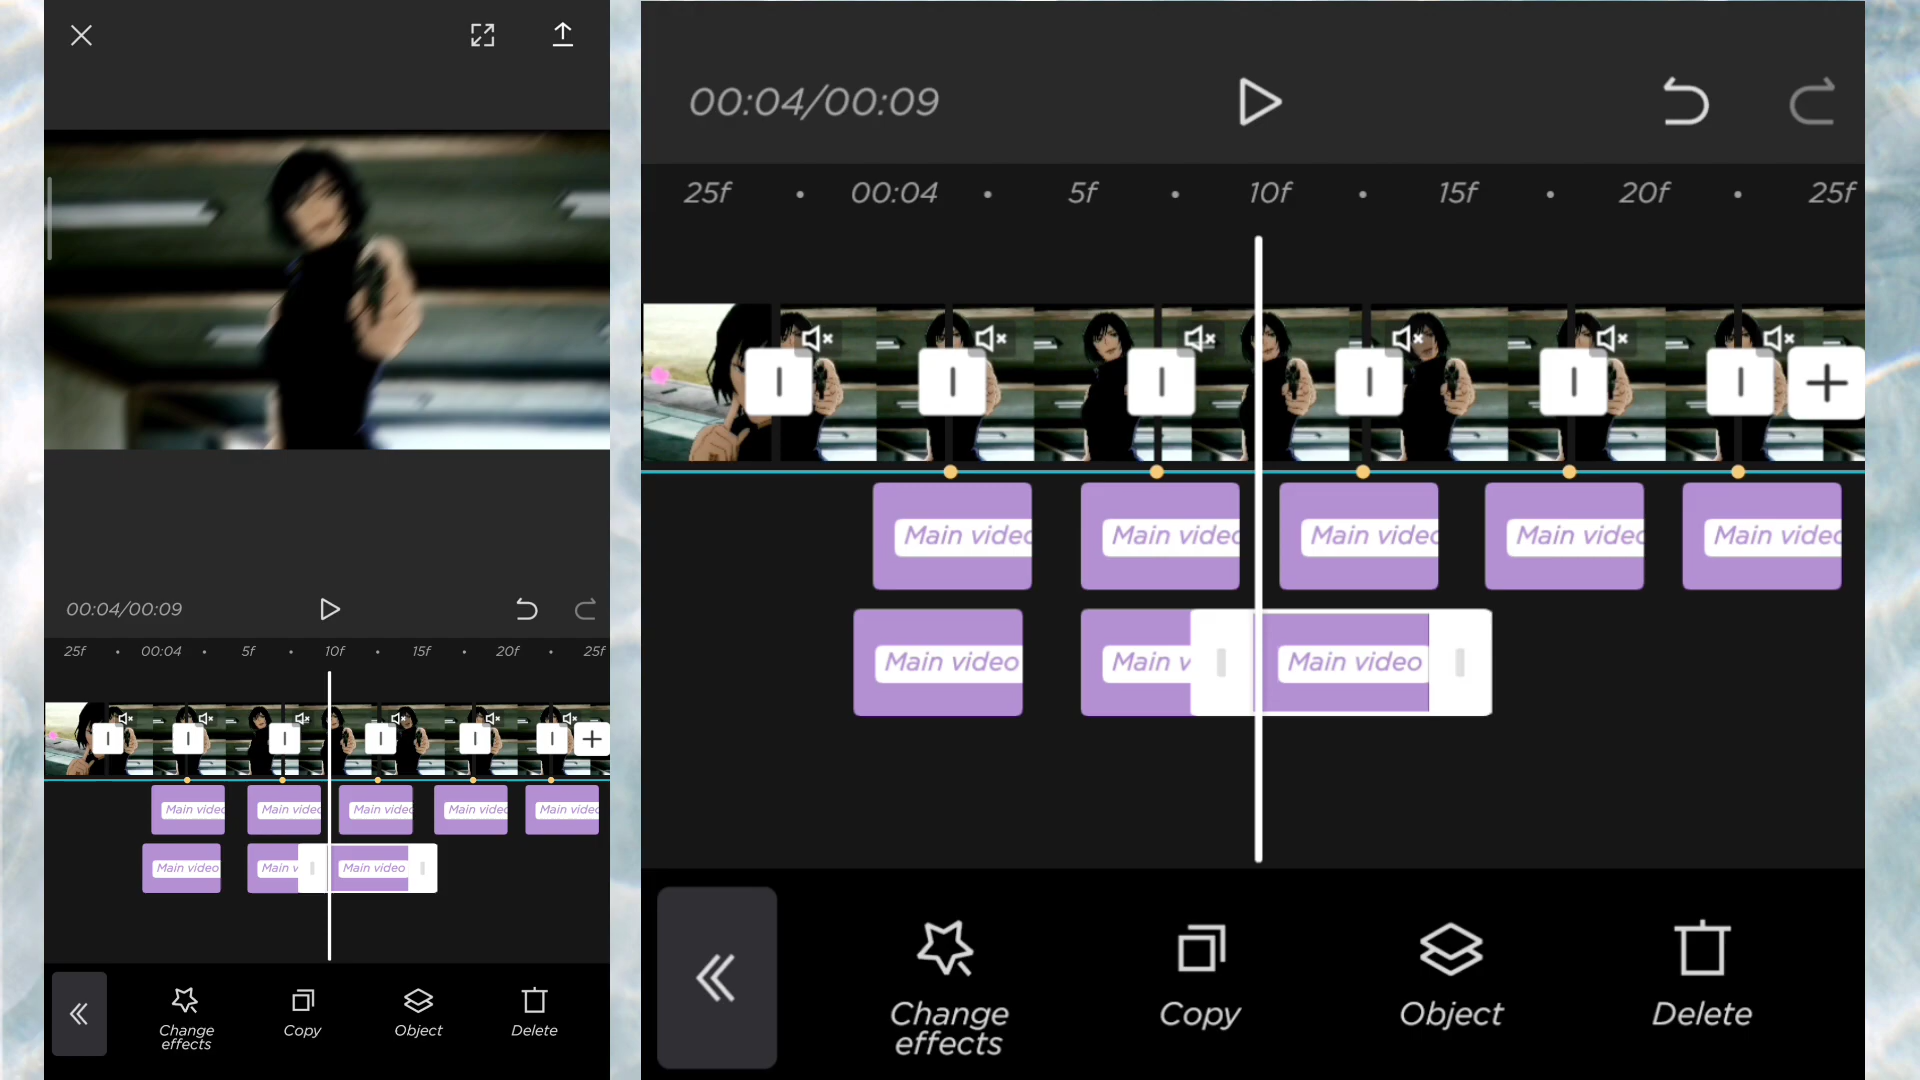 00:04/00:09
25f 00:04 5f 10f 15f 20f 25f
Main video Main video Main video Main video Main video
Main video Main v Main video
Change effects
Copy
Object
Delete
00:04/00:09
25f 00:04 5f 10f 15f 20f 25f
Main video Main video Main video Main video Main video
Main video Main v Main video
Change effects
Copy
Object
Delete